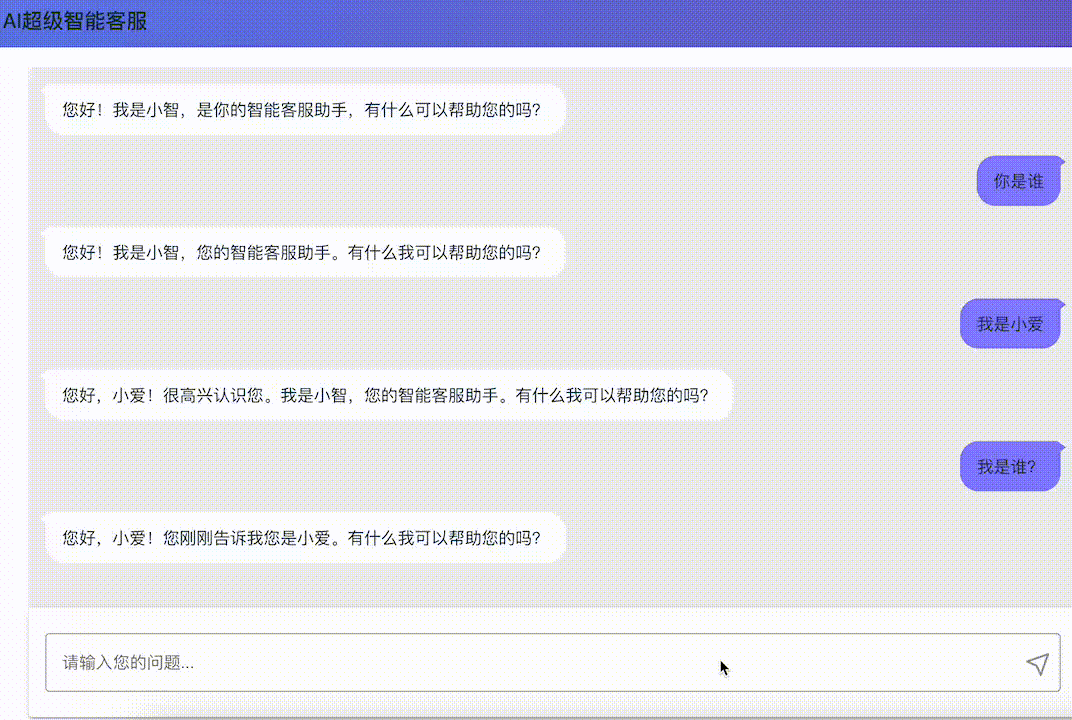 AI超级智能客服
您好！我是小智，是你的智能客服助手，有什么可以帮助您的吗？
你是谁
您好！我是小智，您的智能客服助手。有什么我可以帮助您的吗？
我是小爱
您好，小爱！很高兴认识您。我是小智，您的智能客服助手。有什么我可以帮助您的吗？
我是谁?
您好，小爱！您刚刚告诉我您是小爱。有什么我可以帮助您的吗？
请输入您的问题...